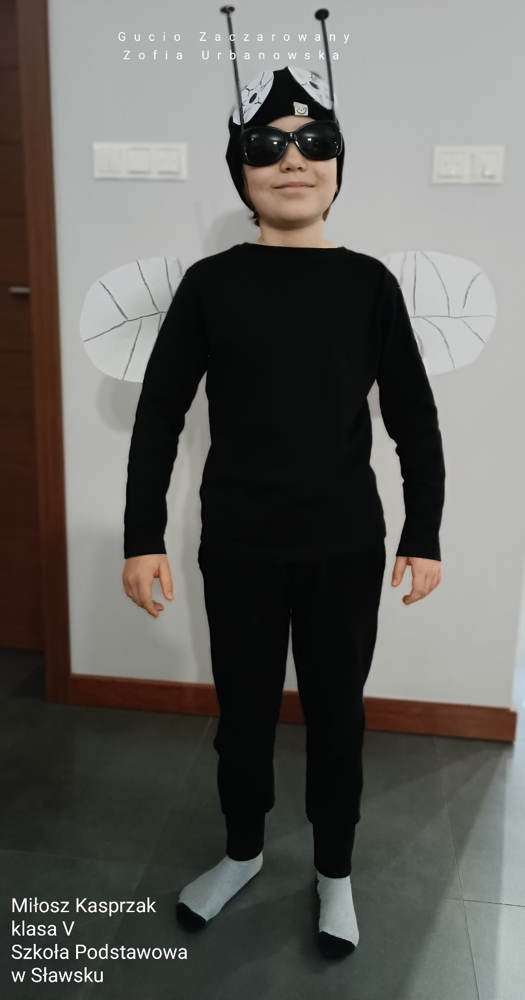 Gucio Zaczarowany
Zofia Urbanowska
Miłosz Kasprzak
klasa V
Szkoła Podstawowa
w Sławsku